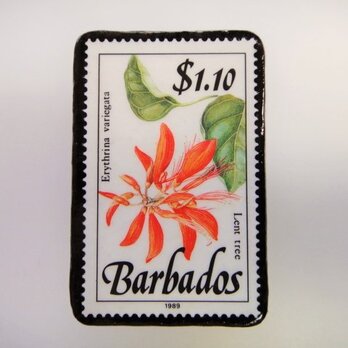 $1.10
Erythrina variegata
Lent tree
Barbados
1989